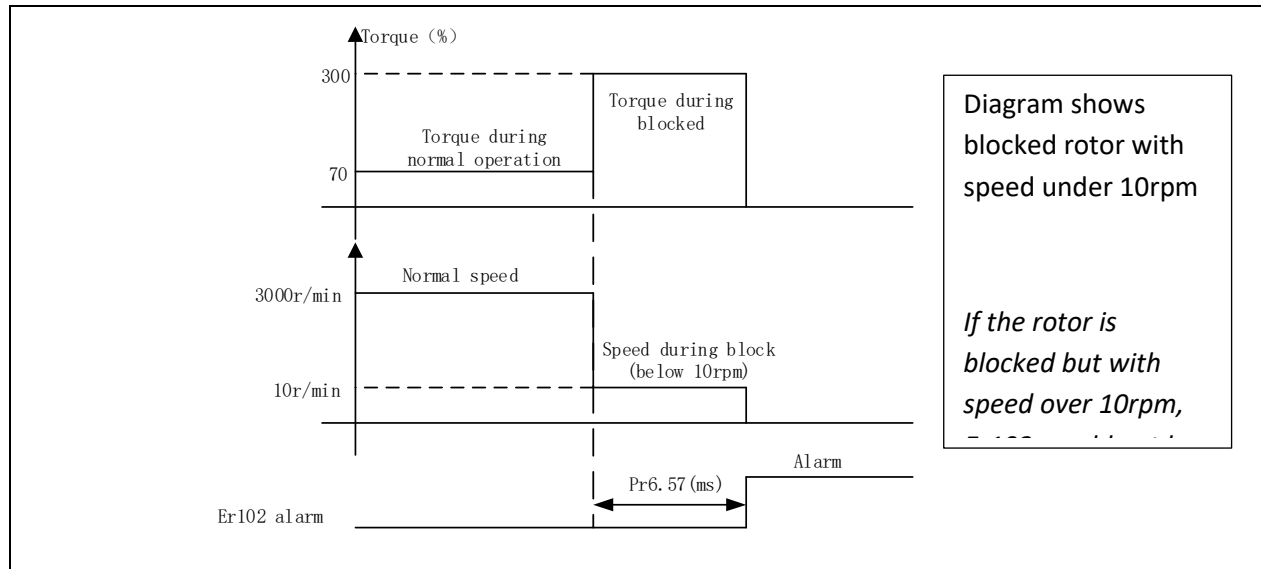 Torque (%)
300
Torque during
blocked
Torque during
normal operation
70
Normal speed
3000r/min
Speed during block
(below 10rpm)
10r/min
Alarm
Pr6.57(ms)
Er102 alarm
Diagram shows
blocked rotor with
speed under 10rpm
If the rotor is
blocked but with
speed over 10rpm,